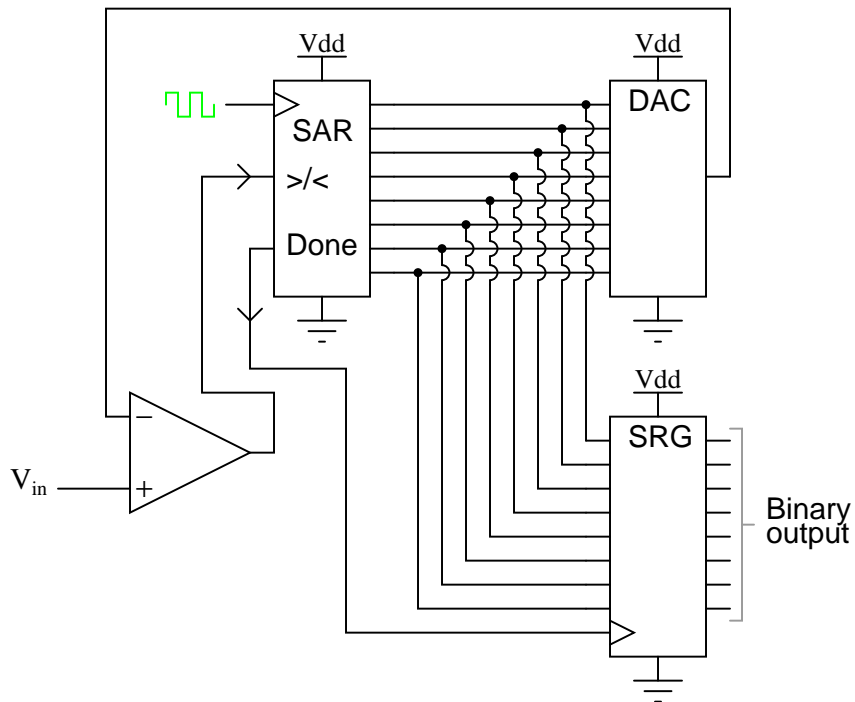 Vdd
Vdd
DAC
SAR
>/<
Done
Vdd
−
SRG
V_in
+
Binary
output